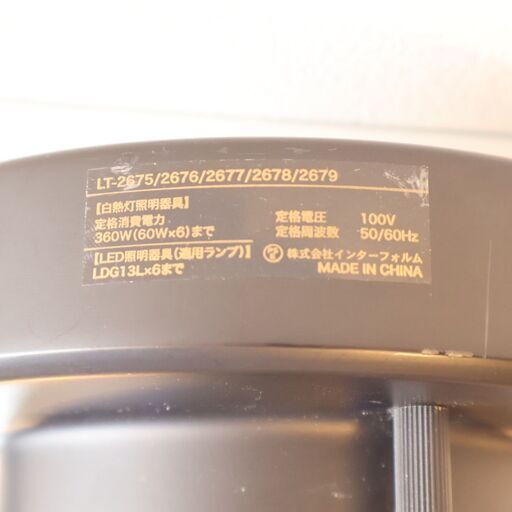 LT-2675/2676/2677/2678/2679
【白熱灯照明器具】
定格消費電力
360W(60W×6)まで
定格電圧 100V
定格周波数 50/60Hz
【LED照明器具(適用ランプ)】
LDG13L×6まで
株式会社インターフォルム
MADE IN CHINA